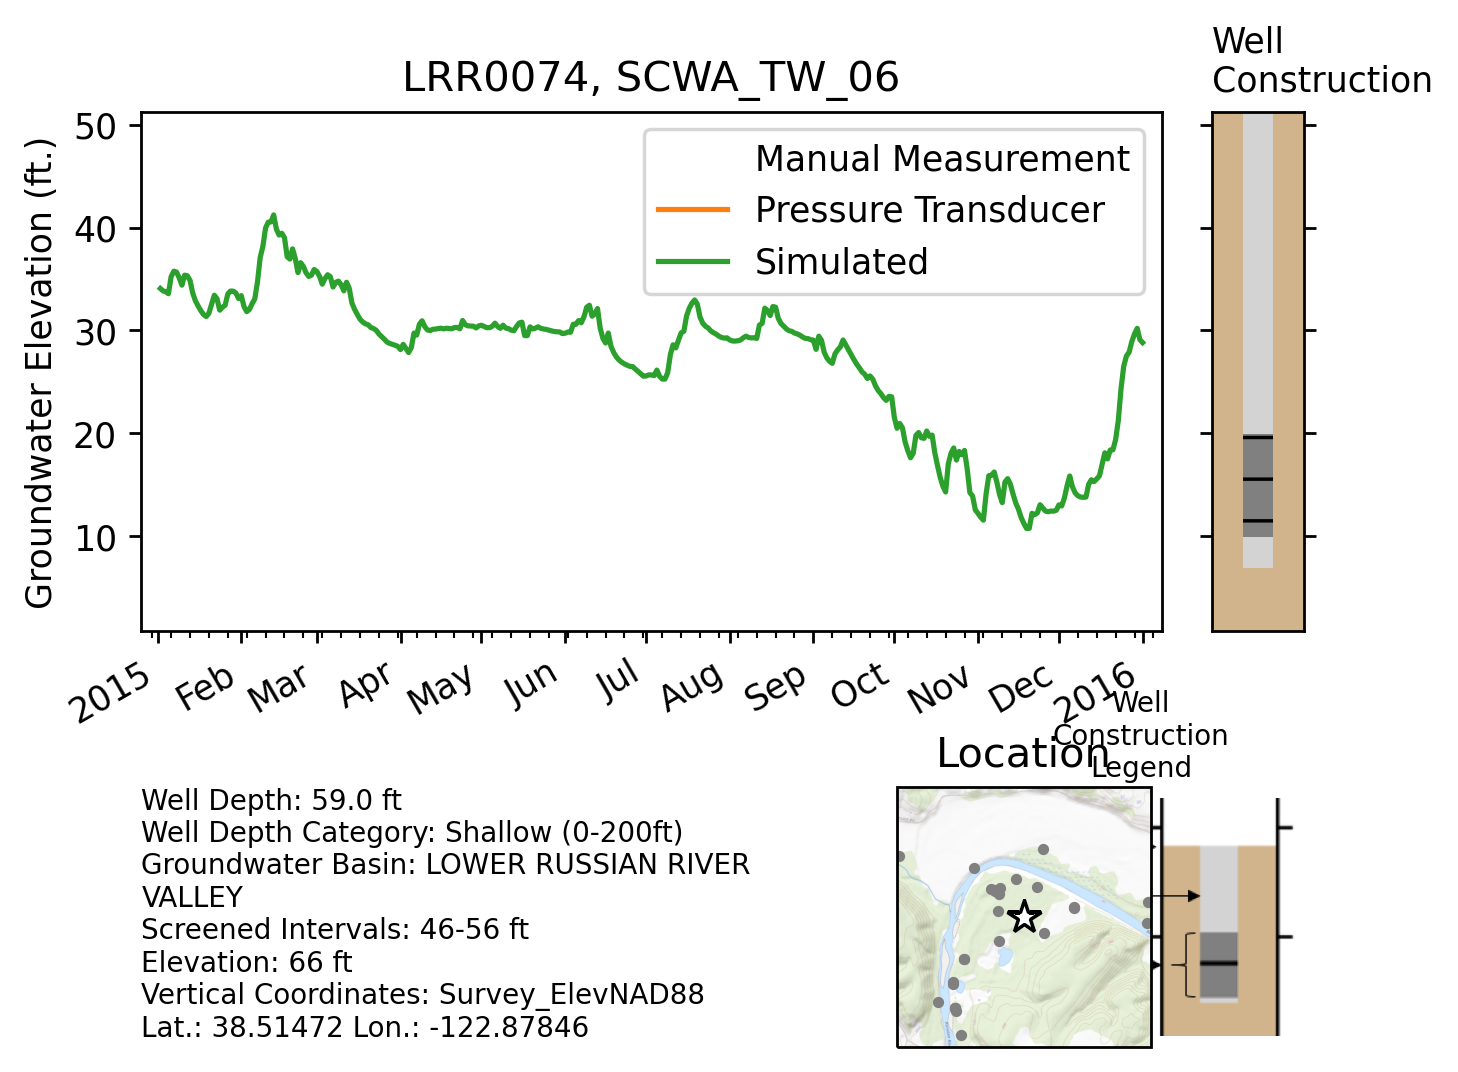 Well
Construction
LRR0074, SCWA_TW_06
Groundwater Elevation (ft.)
50
40
30
20
10
Manual Measurement
Pressure Transducer
Simulated
2015
Feb
Mar
Apr
May
Jun
Jul
Aug
Sep
Oct
Nov
Dec
2016
Well
Construction
Legend
Location
Well Depth: 59.0 ft
Well Depth Category: Shallow (0-200ft)
Groundwater Basin: LOWER RUSSIAN RIVER
VALLEY
Screened Intervals: 46-56 ft
Elevation: 66 ft
Vertical Coordinates: Survey_ElevNAD88
Lat.: 38.51472 Lon.: -122.87846